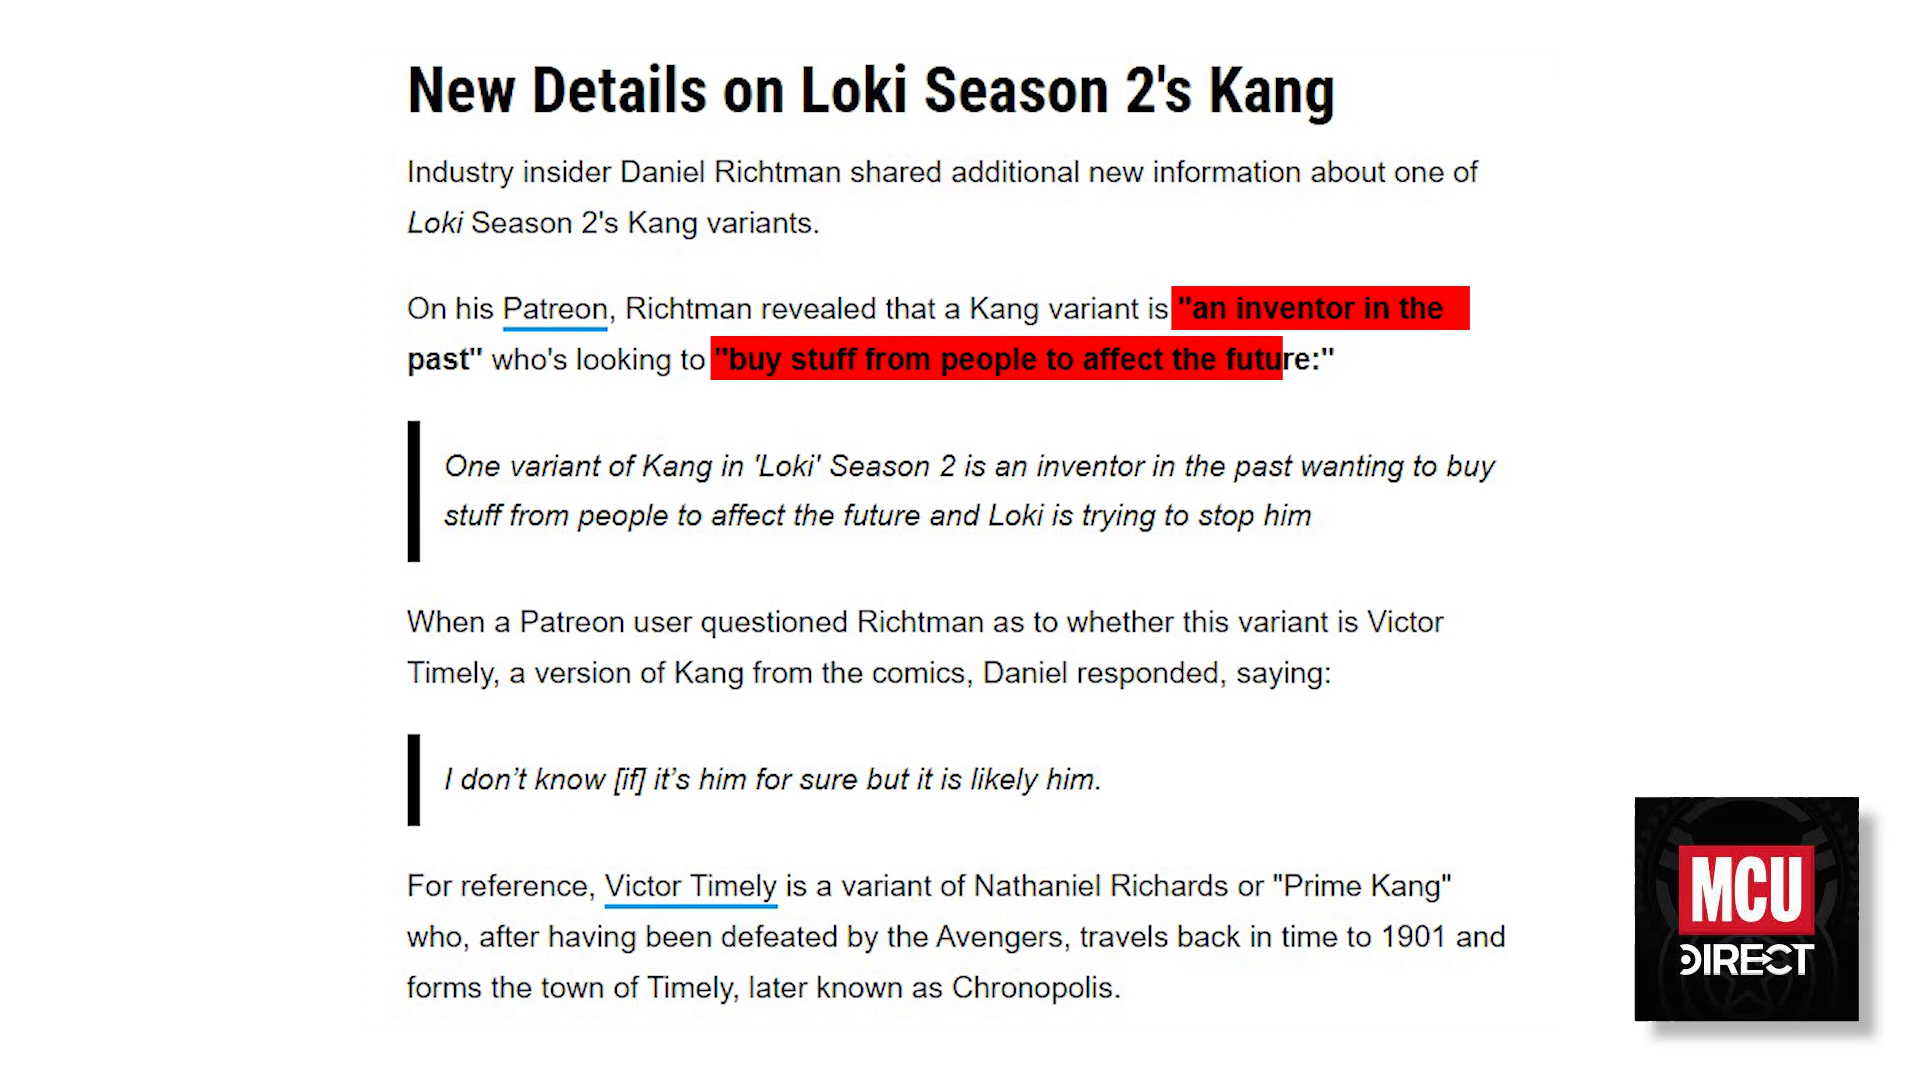 New Details on Loki Season 2's Kang
Industry insider Daniel Richtman shared additional new information about one of
Loki Season 2's Kang variants.
On his Patreon, Richtman revealed that a Kang variant is "an inventor in the
past" who's looking to "buy stuff from people to affect the future:"
One variant of Kang in 'Loki' Season 2 is an inventor in the past wanting to buy
stuff from people to affect the future and Loki is trying to stop him
When a Patreon user questioned Richtman as to whether this variant is Victor
Timely, a version of Kang from the comics, Daniel responded, saying:
I don’t know [if] it’s him for sure but it is likely him.
For reference, Victor Timely is a variant of Nathaniel Richards or "Prime Kang"
who, after having been defeated by the Avengers, travels back in time to 1901 and
forms the town of Timely, later known as Chronopolis.
MCU
DIRECT